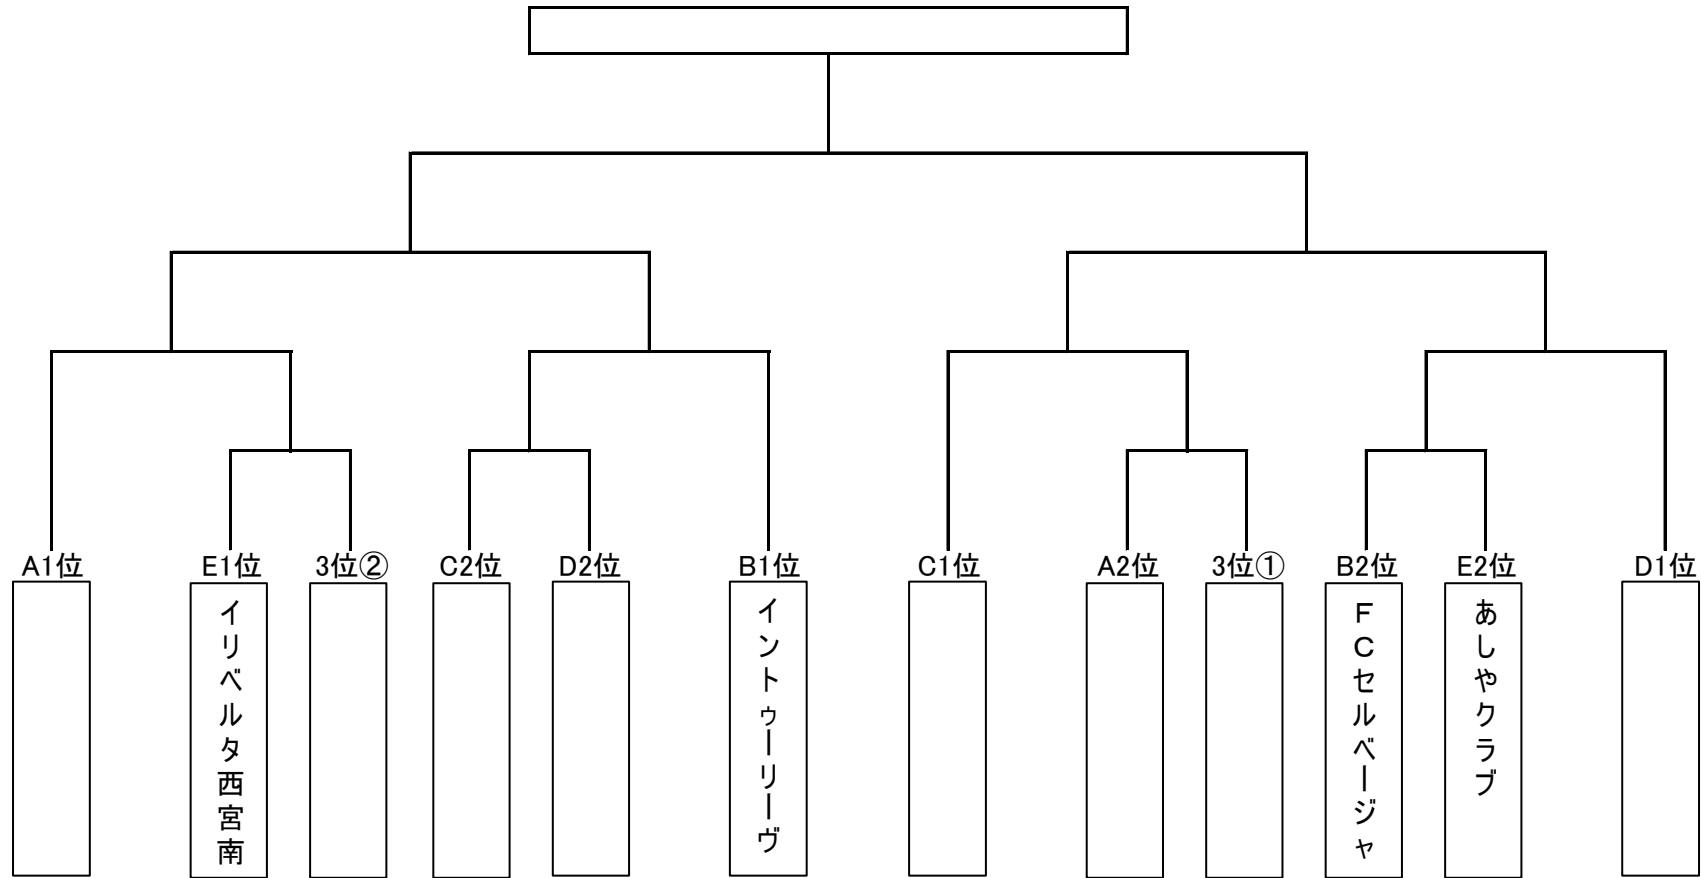 A1位
E1位
3位②
C2位
D2位
B1位
C1位
A2位
3位①
B2位
E2位
D1位
イリベルタ西宮南
イントゥーリーヴ
FCセルベージャ
あしやクラブ